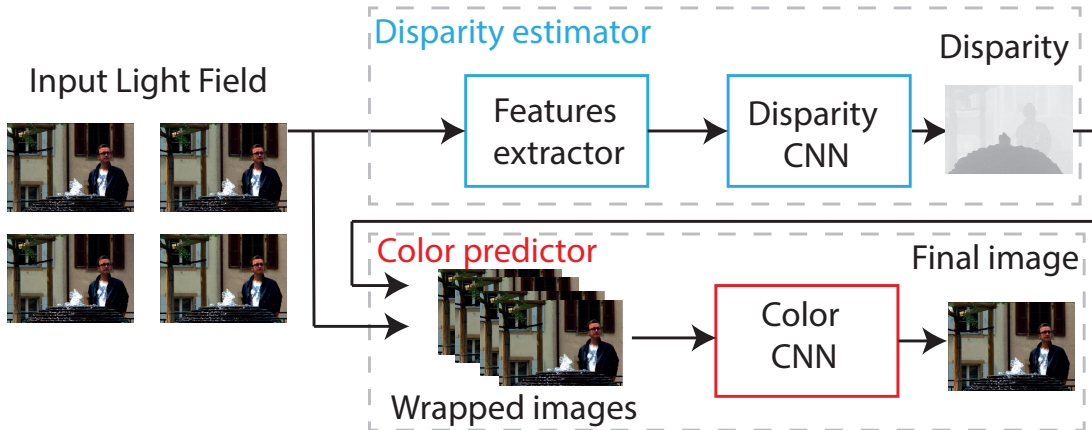 Input Light Field
Disparity estimator
Features
extractor
Disparity
CNN
Disparity
Color predictor
Wrapped images
Color
CNN
Final image